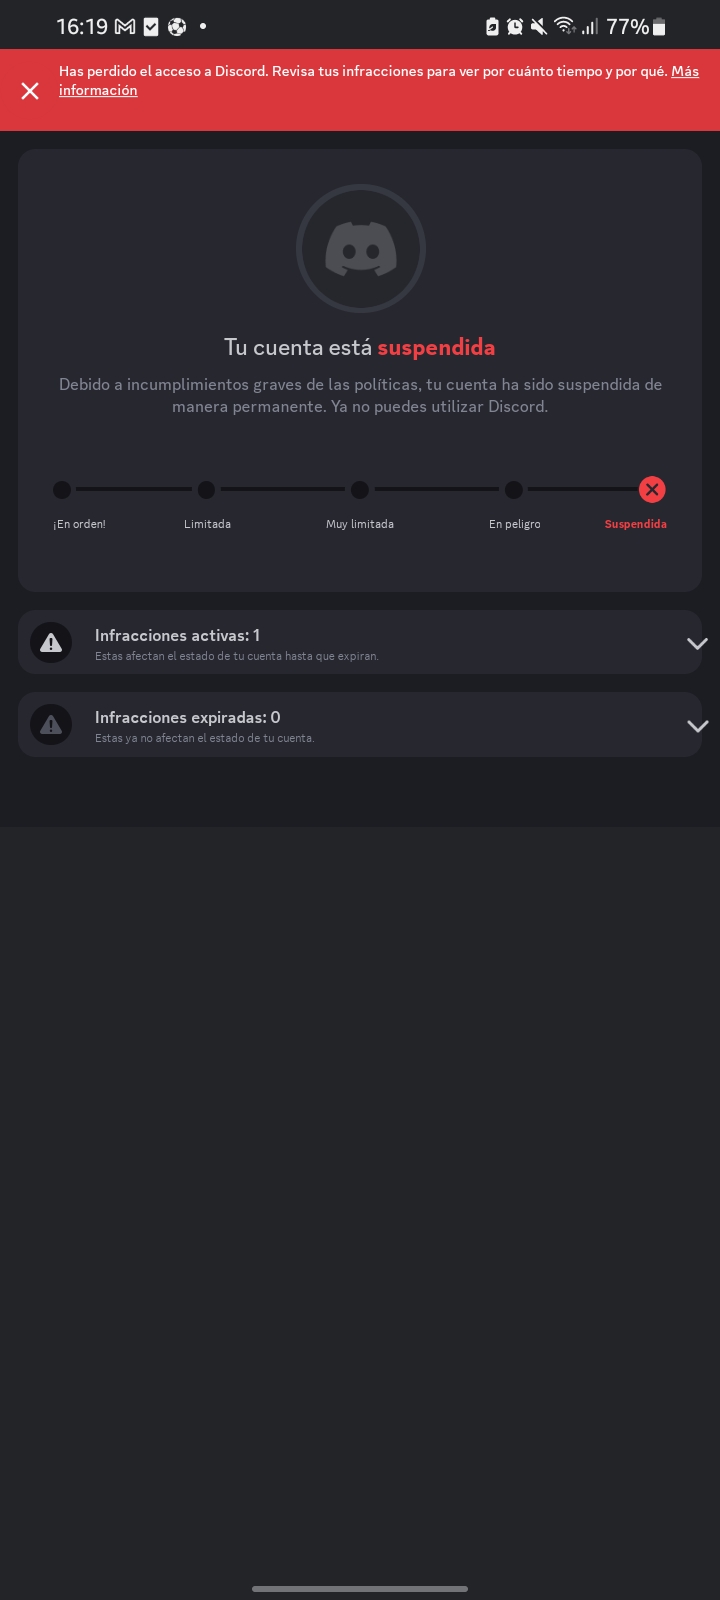 16:19 77%
Has perdido el acceso a Discord. Revisa tus infracciones para ver por cuánto tiempo y por qué. Más
información
Tu cuenta está suspendida
Debido a incumplimientos graves de las políticas, tu cuenta ha sido suspendida de
manera permanente. Ya no puedes utilizar Discord.
¡En orden! Limitada Muy limitada En peligro Suspendida
Infracciones activas: 1
Estas afectan el estado de tu cuenta hasta que expiran.
Infracciones expiradas: 0
Estas ya no afectan el estado de tu cuenta.